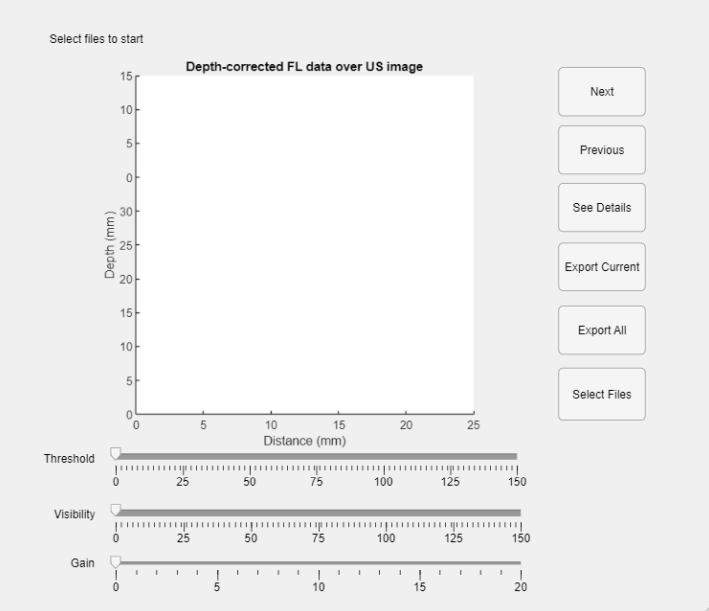 Select files to start
Depth-corrected FL data over US image
15
10
5
0
30
25
20
15
10
5
0
Depth (mm)
0 5 10 15 20 25
Distance (mm)
Next
Previous
See Details
Export Current
Export All
Select Files
Threshold
0 25 50 75 100 125 150
Visibility
0 25 50 75 100 125 150
Gain
0 5 10 15 20